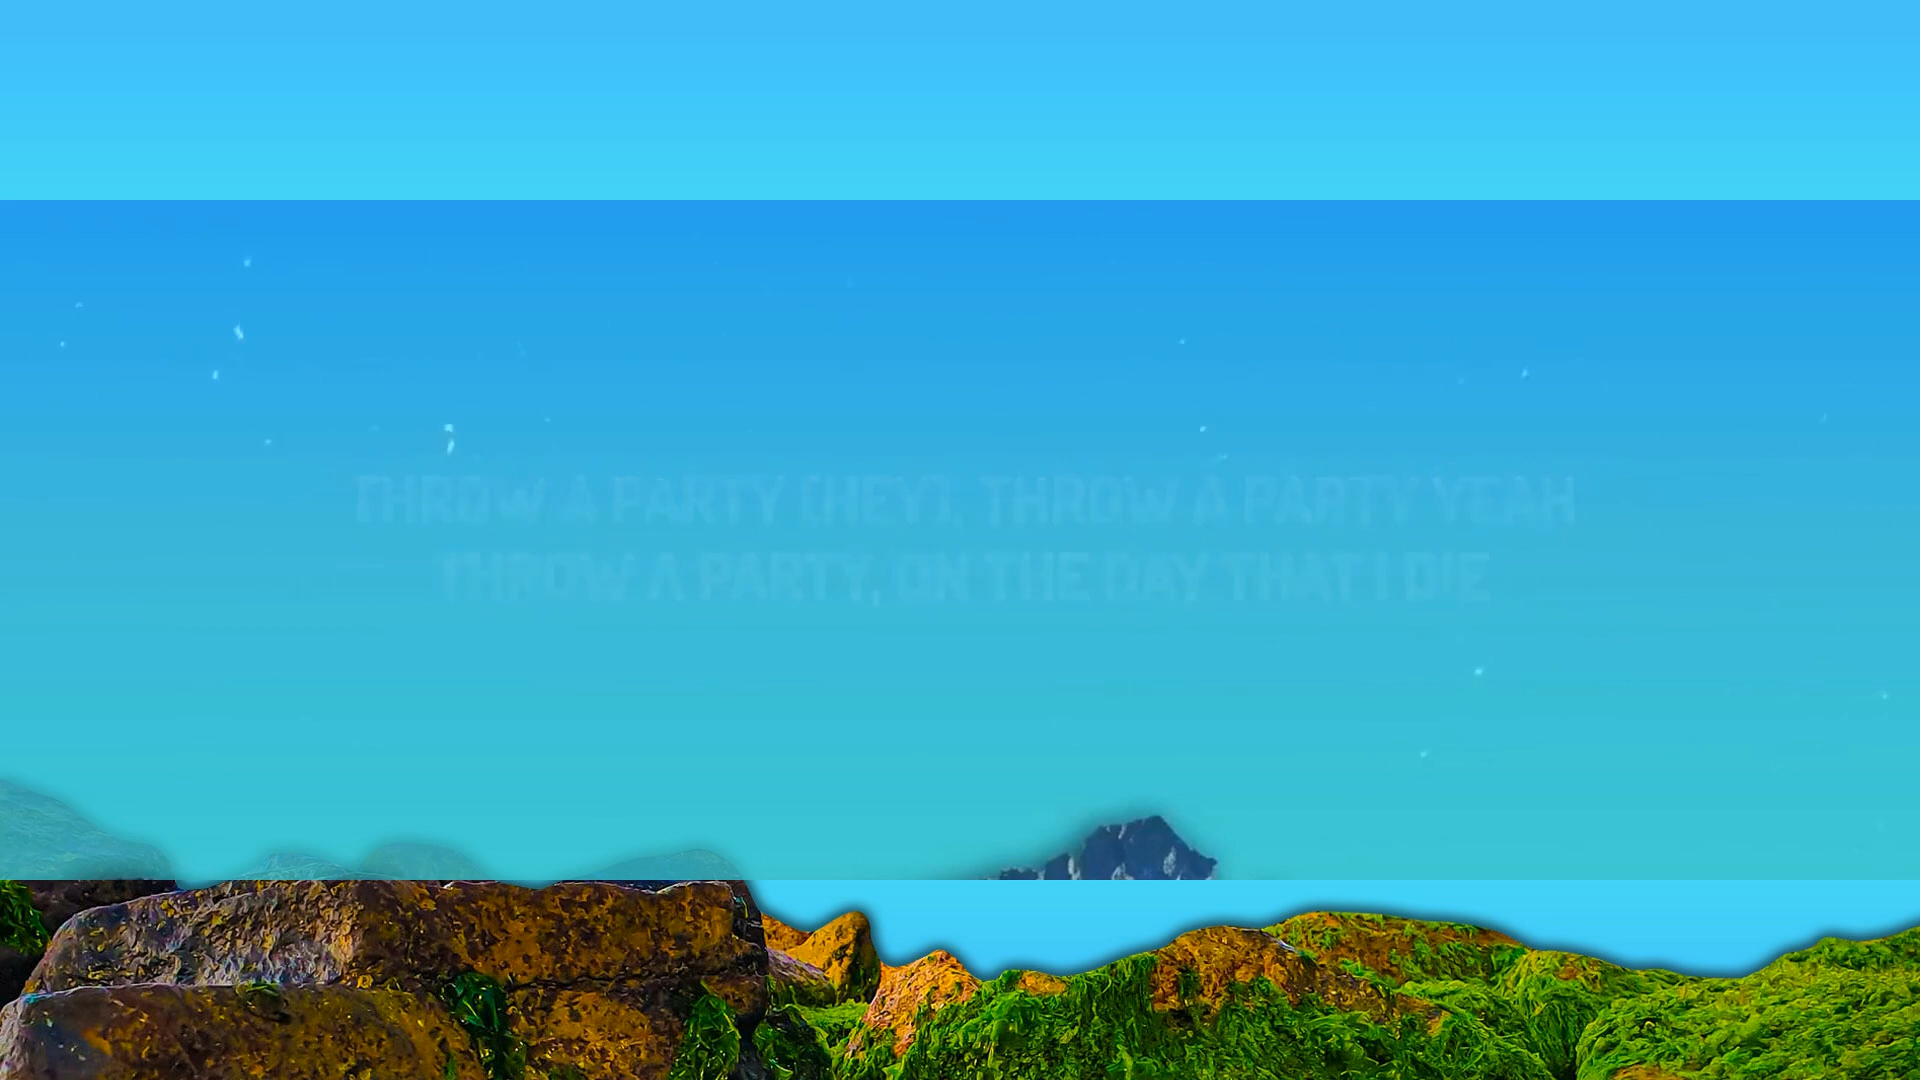 THROW A PARTY (HEY), THROW A PARTY YEAH
THROW A PARTY, ON THE DAY THAT I DIE